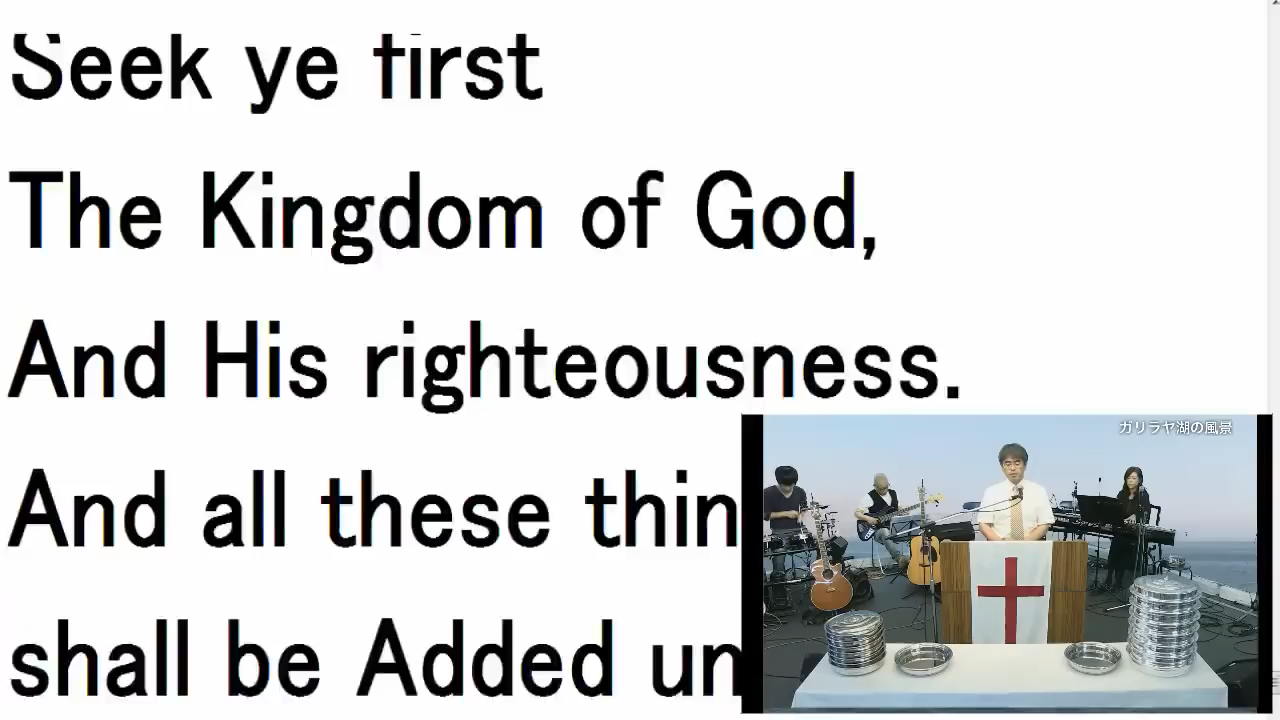 Seek ye first
The Kingdom of God,
And His righteousness.
ガリラヤ湖の風景
And all these thin
shall be Added un